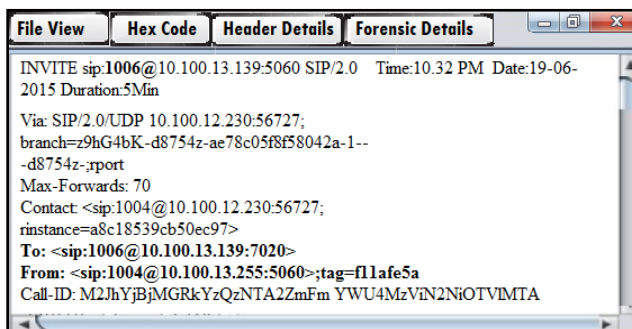 File View Hex Code Header Details Forensic Details
INVITE sip:1006@10.100.13.139:5060 SIP/2.0 Time:10.32 PM Date:19-06-
2015 Duration:5Min
Via: SIP/2.0/UDP 10.100.12.230:56727;
branch=z9hG4bK-d8754z-ae78c05f8f58042a-1--
-d8754z-;rport
Max-Forwards: 70
Contact: <sip:1004@10.100.12.230:56727;
rinstance=a8c18539cb50ec97>
To: <sip:1006@10.100.13.139:7020>
From: <sip:1004@10.100.13.255:5060>;tag=f11afe5a
Call-ID: M2JhYjBjMGRkYzQzNTA2ZmFm YWU4MzViN2NiOTVlMTA